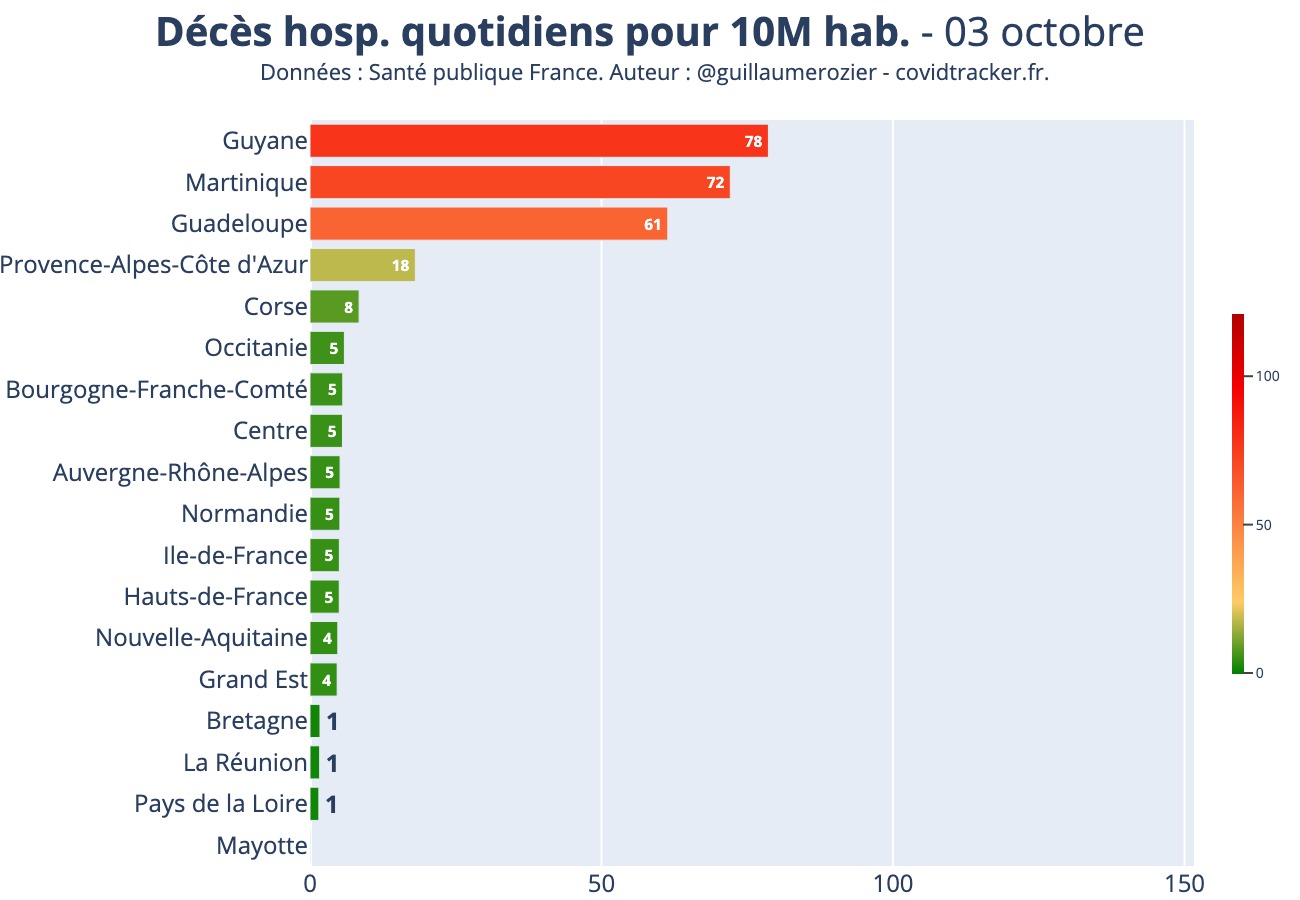 Décès hosp. quotidiens pour 10M hab. - 03 octobre
Données : Santé publique France. Auteur : @guillaumerozier - covidtracker.fr.
Guyane 78
Martinique 72
Guadeloupe 61
Provence-Alpes-Côte d'Azur 18
Corse 8
Occitanie 5
Bourgogne-Franche-Comté 5
Centre 5
Auvergne-Rhône-Alpes 5
Normandie 5
Ile-de-France 5
Hauts-de-France 5
Nouvelle-Aquitaine 4
Grand Est 4
Bretagne 1
La Réunion 1
Pays de la Loire 1
Mayotte
0 50 100 150
100
50
0